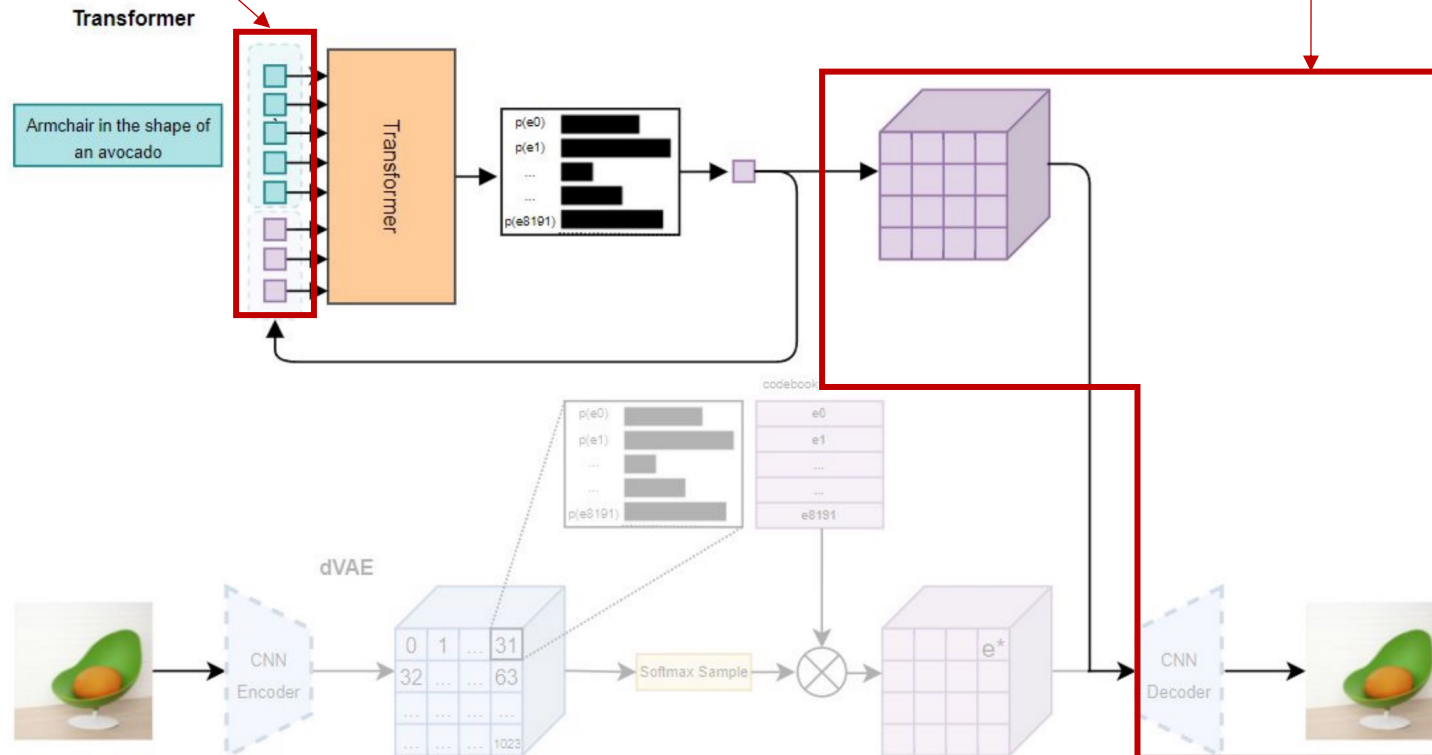 Transformer
Armchair in the shape of
an avocado
Transformer
p(e0)
p(e1)
...
...
p(e8191)
codebook
p(e0)
p(e1)
...
...
p(e8191)
e0
e1
...
...
e8191
dVAE
CNN
Encoder
0 1 ... 31
32 ... ... 63
... ... ... ...
... ... ... 1023
Softmax Sample
e*
CNN
Decoder